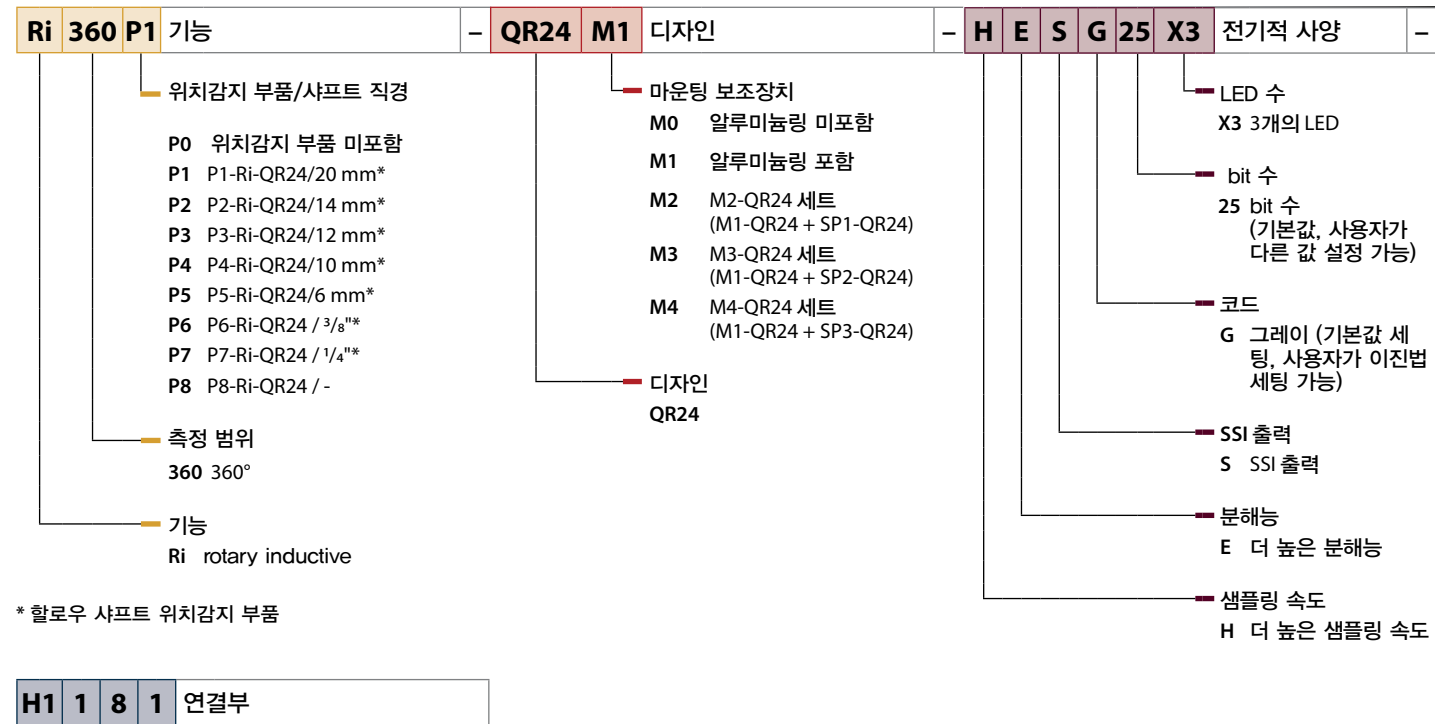 Ri 360 P1 기능 – QR24 M1 디자인 – H E S G 25 X3 전기적 사양 –
위치감지 부품/샤프트 직경
P0 위치감지 부품 미포함
P1 P1-Ri-QR24/20 mm*
P2 P2-Ri-QR24/14 mm*
P3 P3-Ri-QR24/12 mm*
P4 P4-Ri-QR24/10 mm*
P5 P5-Ri-QR24/6 mm*
P6 P6-Ri-QR24 / ³/₈"*
P7 P7-Ri-QR24 / ¹/₄"*
P8 P8-Ri-QR24 / -
측정 범위
360 360°
기능
Ri rotary inductive
* 할로우 샤프트 위치감지 부품
마운팅 보조장치
M0 알루미늄링 미포함
M1 알루미늄링 포함
M2 M2-QR24 세트
(M1-QR24 + SP1-QR24)
M3 M3-QR24 세트
(M1-QR24 + SP2-QR24)
M4 M4-QR24 세트
(M1-QR24 + SP3-QR24)
디자인
QR24
LED 수
X3 3개의 LED
bit 수
25 bit 수
(기본값, 사용자가
다른 값 설정 가능)
코드
G 그레이 (기본값 세
팅, 사용자가 이진법
세팅 가능)
SSI 출력
S SSI 출력
분해능
E 더 높은 분해능
샘플링 속도
H 더 높은 샘플링 속도
H1 1 8 1 연결부